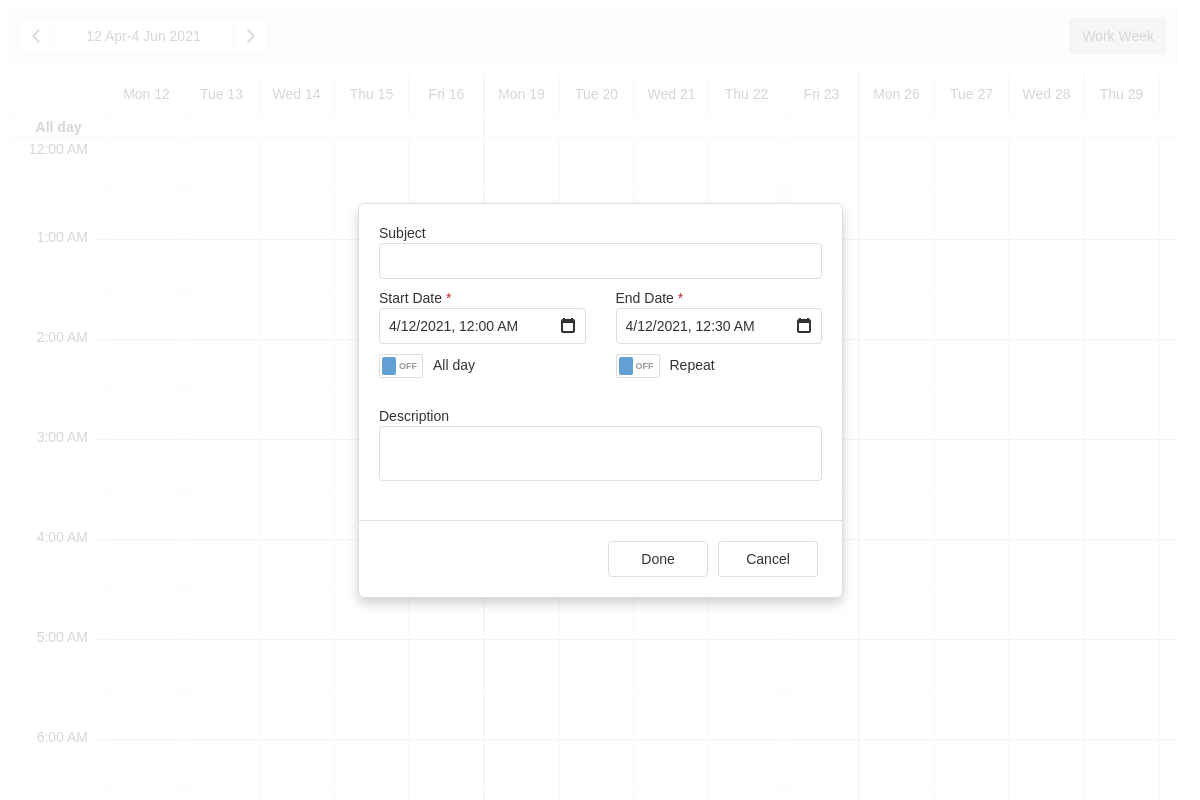 12 Apr-4 Jun 2021 Work Week
Mon 12 Tue 13 Wed 14 Thu 15 Fri 16 Mon 19 Tue 20 Wed 21 Thu 22 Fri 23 Mon 26 Tue 27 Wed 28 Thu 29
All day
12:00 AM
1:00 AM
2:00 AM
3:00 AM
4:00 AM
5:00 AM
6:00 AM
Subject
Start Date * End Date *
4/12/2021, 12:00 AM 4/12/2021, 12:30 AM
OFF All day OFF Repeat
Description
Done Cancel